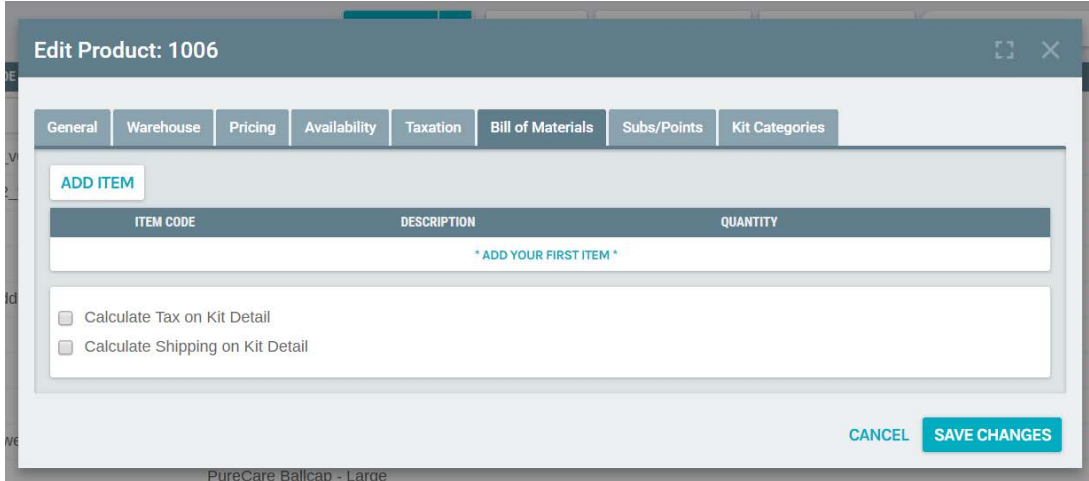 Edit Product: 1006
General Warehouse Pricing Availability Taxation Bill of Materials Subs/Points Kit Categories
ADD ITEM
ITEM CODE DESCRIPTION QUANTITY
* ADD YOUR FIRST ITEM *
Calculate Tax on Kit Detail
Calculate Shipping on Kit Detail
CANCEL SAVE CHANGES
PureCare Ballcap - Large